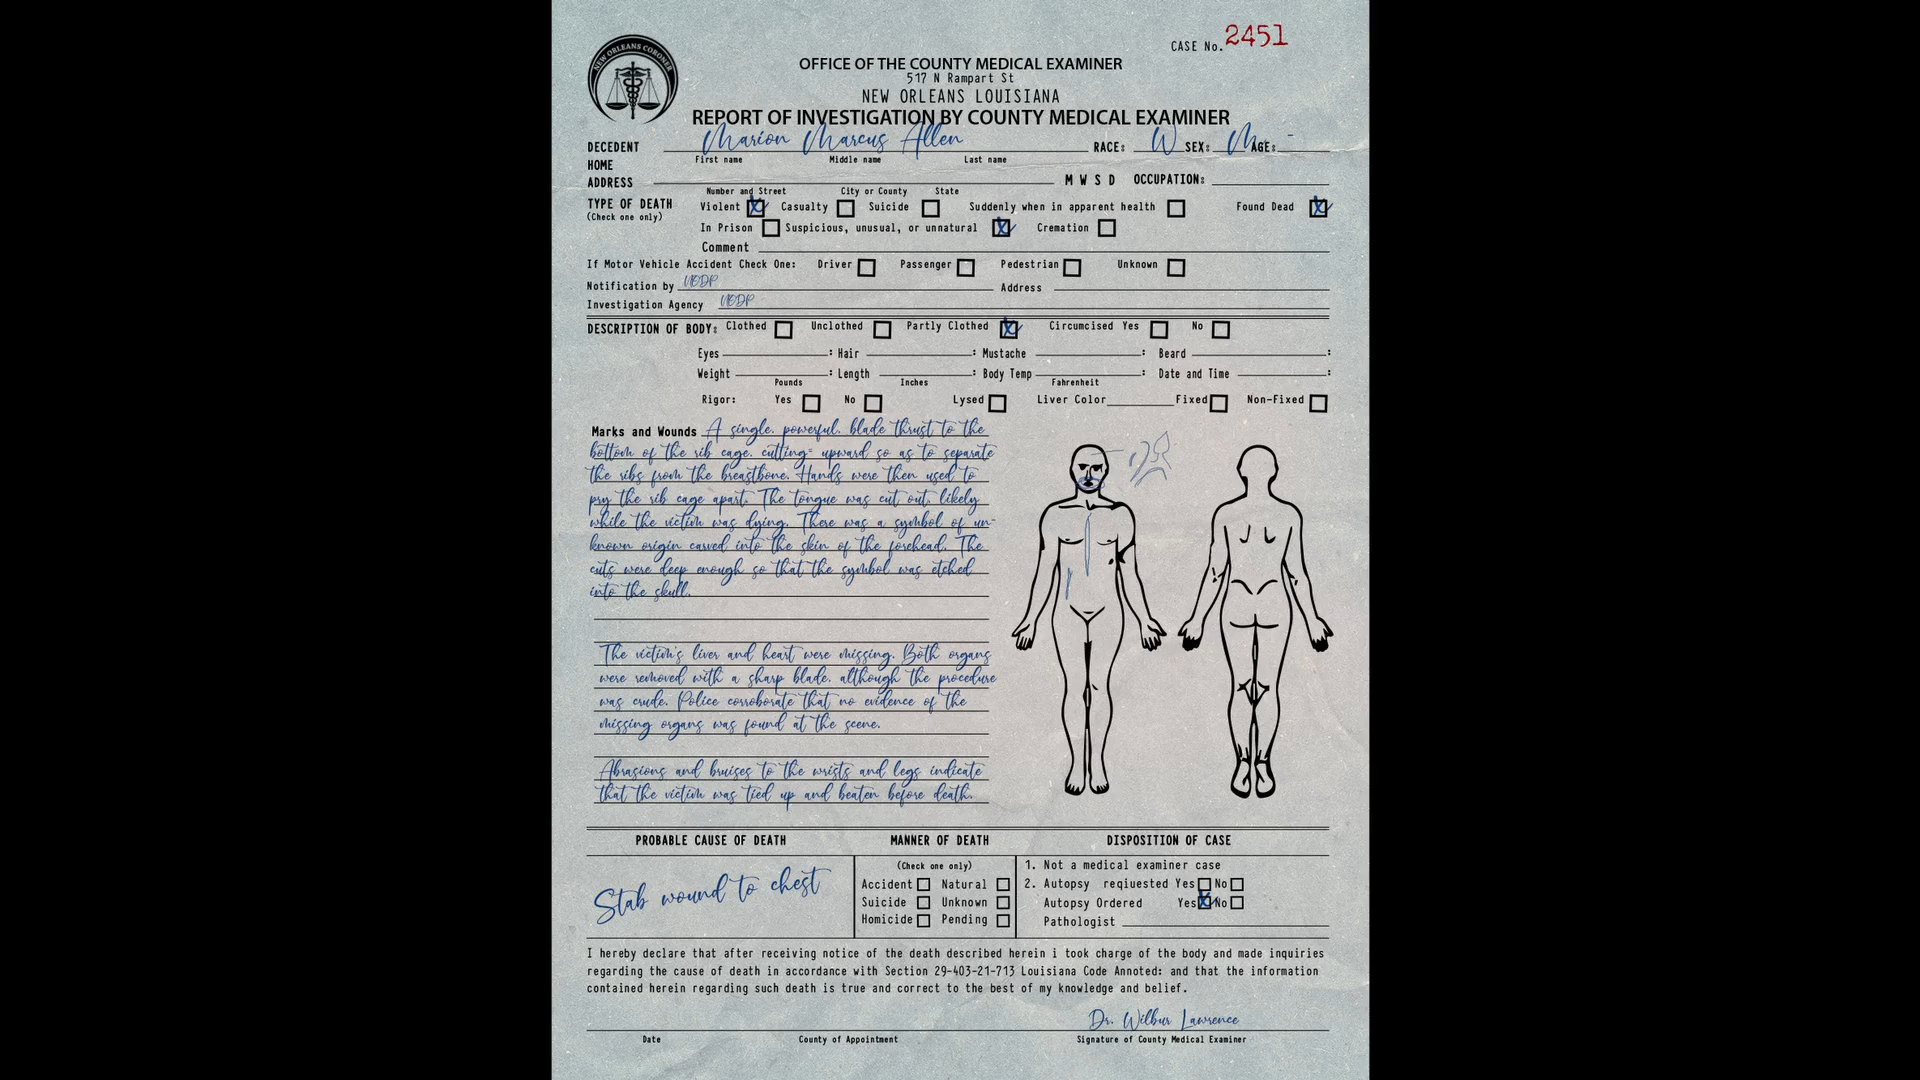 NEW ORLEANS CORONER
CASE No. 2451
OFFICE OF THE COUNTY MEDICAL EXAMINER
517 N Rampart St
NEW ORLEANS LOUISIANA
REPORT OF INVESTIGATION BY COUNTY MEDICAL EXAMINER
DECEDENT Marion Marcus Allen RACE: W SEX: M AGE: -
First name Middle name Last name
HOME
ADDRESS M W S D OCCUPATION:
Number and Street City or County State
TYPE OF DEATH Violent Casualty Suicide Suddenly when in apparent health Found Dead
(Check one only)
In Prison Suspicious, unusual, or unnatural Cremation
Comment
If Motor Vehicle Accident Check One: Driver Passenger Pedestrian Unknown
Notification by NODP Address
Investigation Agency NODP
DESCRIPTION OF BODY: Clothed Unclothed Partly Clothed Circumcised Yes No
Eyes : Hair : Mustache : Beard :
Weight : Length : Body Temp : Date and Time :
Pounds Inches Fahrenheit
Rigor: Yes No Lysed Liver Color Fixed Non-Fixed
Marks and Wounds A single, powerful, blade thrust to the
bottom of the rib cage, cutting upward so as to separate
the ribs from the breastbone. Hands were then used to
pry the rib cage apart. The tongue was cut out, likely
while the victim was dying. There was a symbol of un-
known origin carved into the skin of the forehead. The
cuts were deep enough so that the symbol was etched
into the skull.
The victim's liver and heart were missing. Both organs
were removed with a sharp blade, although the procedure
was crude. Police corroborate that no evidence of the
missing organs was found at the scene.
Abrasions and bruises to the wrists and legs indicate
that the victim was tied up and beaten before death.
PROBABLE CAUSE OF DEATH
Stab wound to chest
MANNER OF DEATH
(Check one only)
Accident Natural
Suicide Unknown
Homicide Pending
DISPOSITION OF CASE
1. Not a medical examiner case
2. Autopsy reqiuested Yes No
Autopsy Ordered Yes No
Pathologist
I hereby declare that after receiving notice of the death described herein i took charge of the body and made inquiries
regarding the cause of death in accordance with Section 29-403-21-713 Louisiana Code Annoted: and that the information
contained herein regarding such death is true and correct to the best of my knowledge and belief.
Dr. Wilbur Lawrence
Date County of Appointment Signature of County Medical Examiner